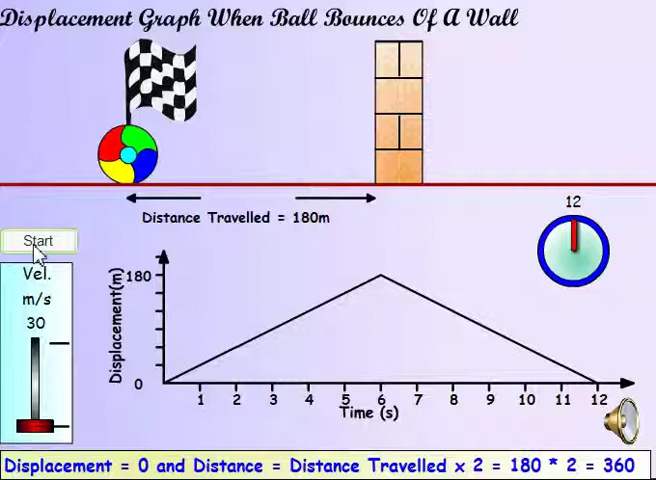 Displacement Graph When Ball Bounces Of A Wall
Distance Travelled = 180m
12
Start
Vel.
m/s
30
Displacement(m)
180
0
1 2 3 4 5 6 7 8 9 10 11 12
Time (s)
Displacement = 0 and Distance = Distance Travelled x 2 = 180 * 2 = 360